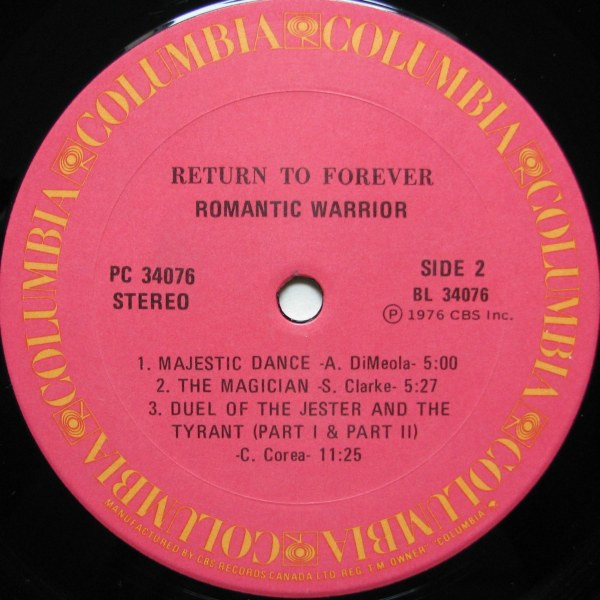 COLUMBIA COLUMBIA COLUMBIA COLUMBIA COLUMBIA COLUMBIA COLUMBIA COLUMBIA
RETURN TO FOREVER
ROMANTIC WARRIOR
PC 34076
STEREO
SIDE 2
BL 34076
℗ 1976 CBS Inc.
1. MAJESTIC DANCE -A. DiMeola- 5:00
2. THE MAGICIAN -S. Clarke- 5:27
3. DUEL OF THE JESTER AND THE
TYRANT (PART I & PART II)
-C. Corea- 11:25
MANUFACTURED BY CBS RECORDS CANADA LTD. REG. T.M. OWNER - COLUMBIA